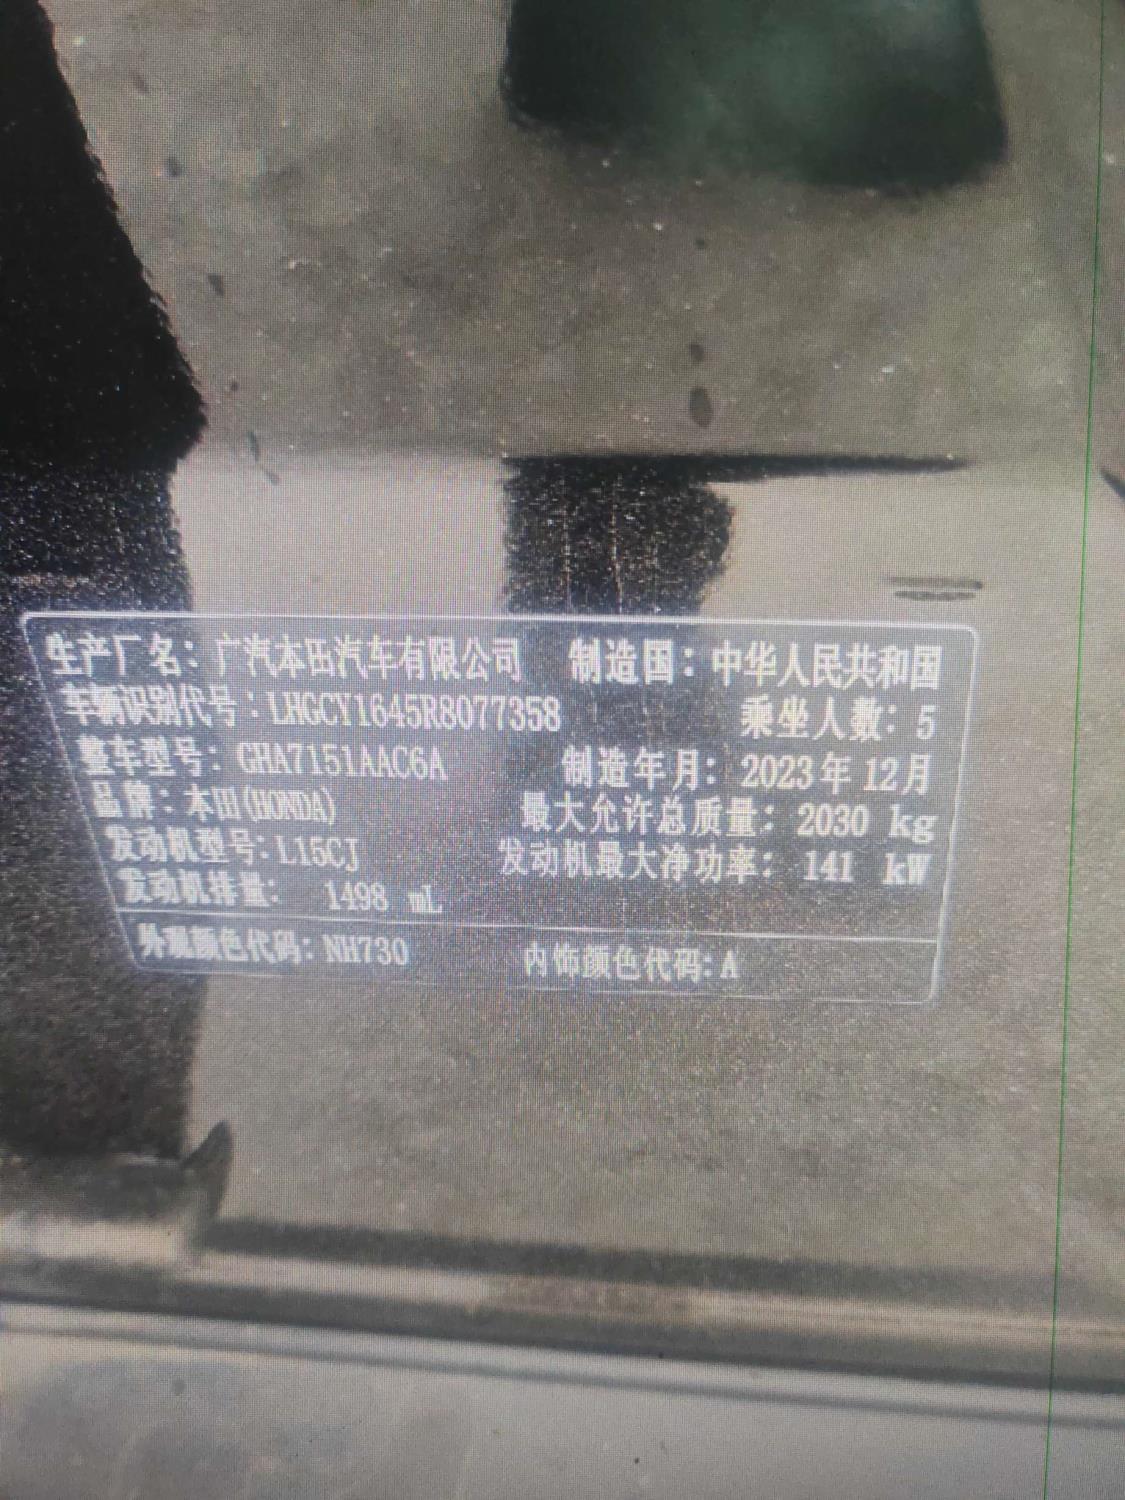 生产厂名：广汽本田汽车有限公司 制造国：中华人民共和国
车辆识别代号：LHGCY1645R8077358 乘坐人数：5
整车型号：GHA7151AAC6A 制造年月：2023年12月
品牌：本田(HONDA) 最大允许总质量：2030 kg
发动机型号：L15CJ 发动机最大净功率：141 kW
发动机排量： 1498 mL
外观颜色代码：NH730 内饰颜色代码：A